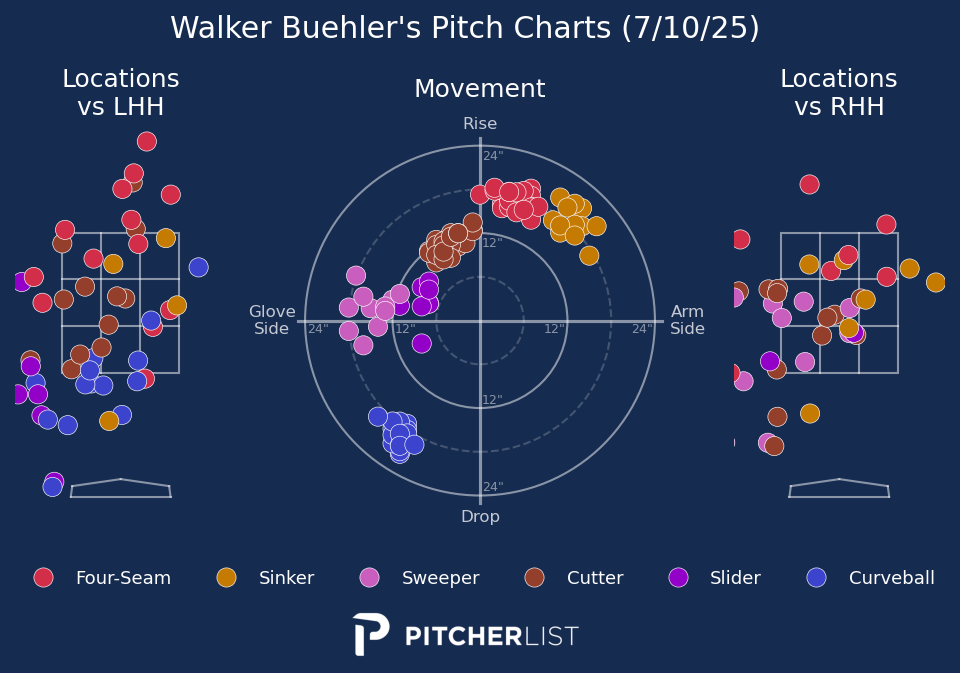 Walker Buehler's Pitch Charts (7/10/25)
Locations
vs LHH
Movement
Locations
vs RHH
Rise
24"
12"
Glove
Side
24"
12"
12"
24"
Arm
Side
12"
24"
Drop
Four-Seam
Sinker
Sweeper
Cutter
Slider
Curveball
PITCHERLIST